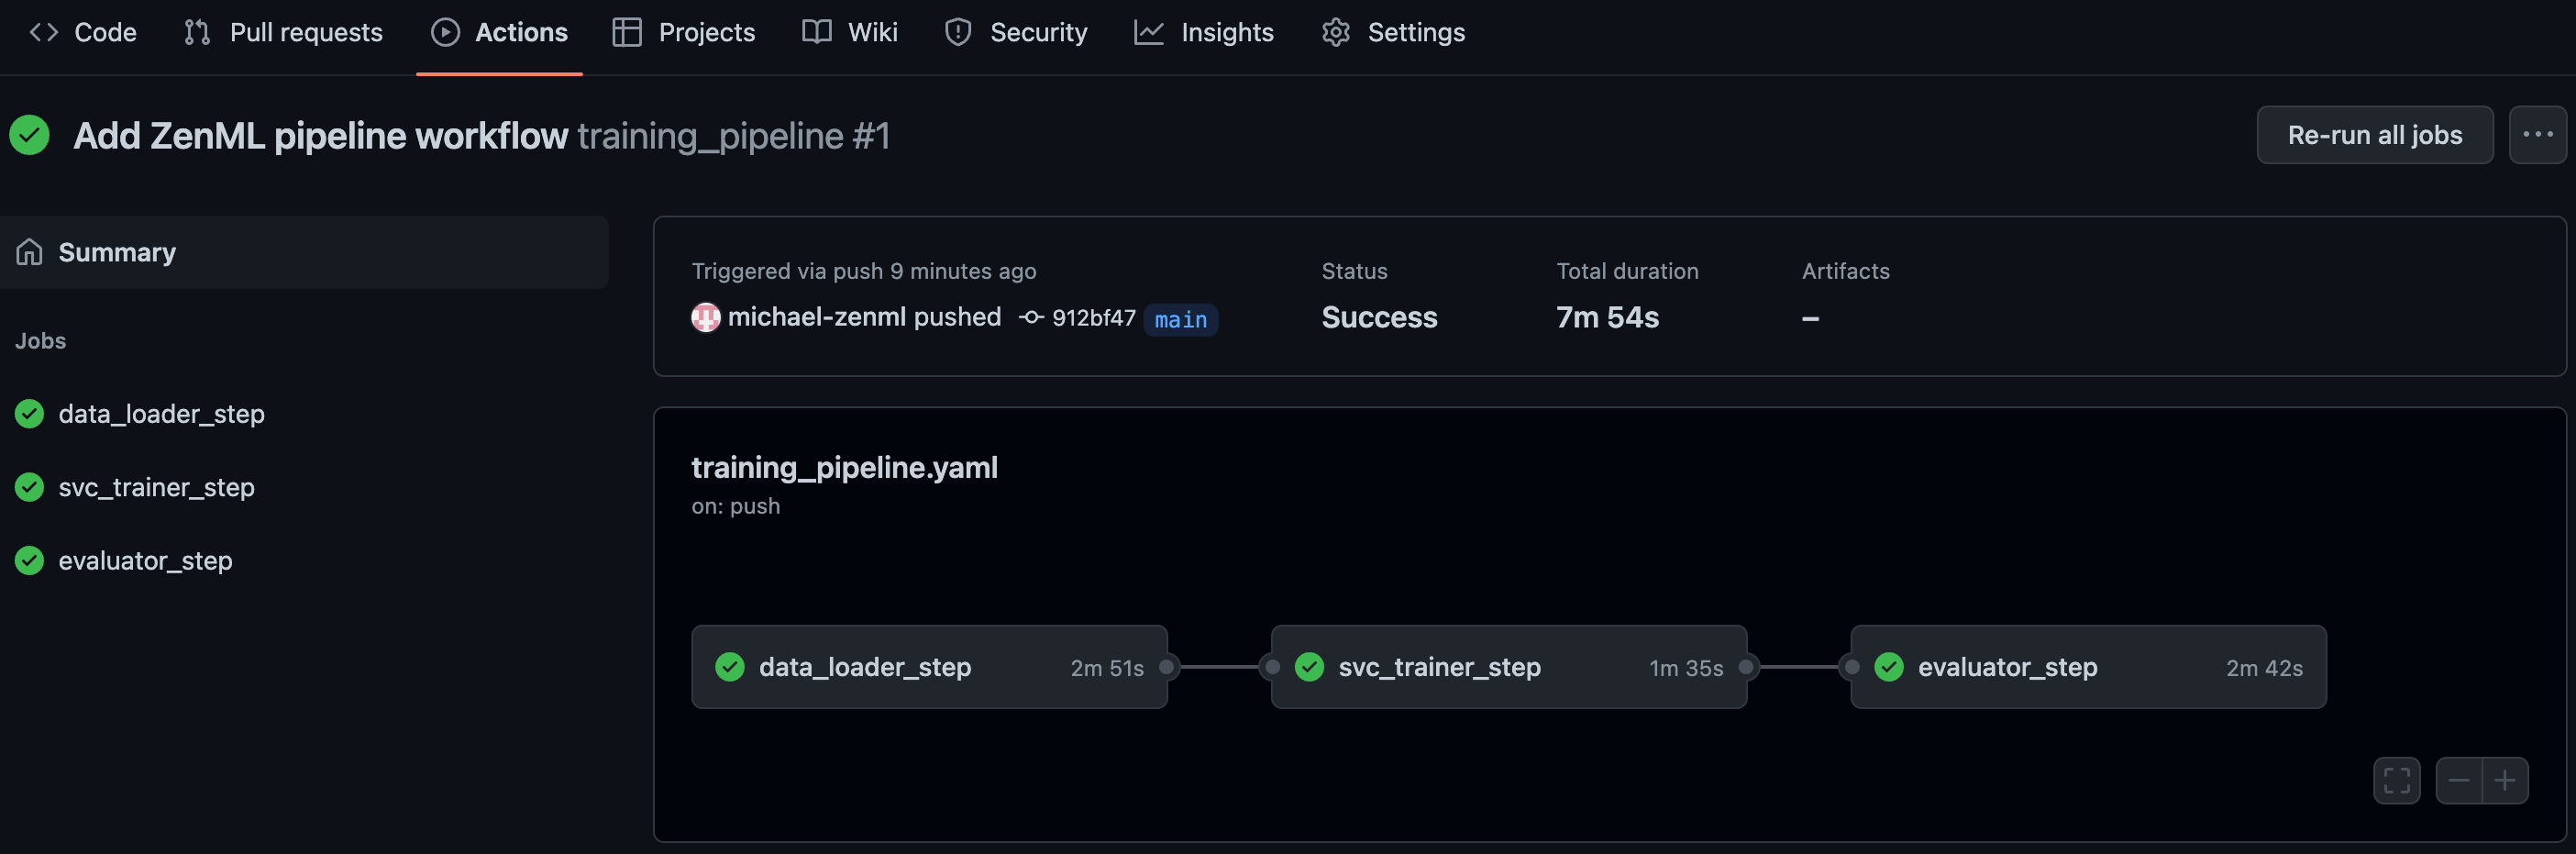 Code Pull requests Actions Projects Wiki Security Insights Settings
Add ZenML pipeline workflow training_pipeline #1
Re-run all jobs
Summary
Jobs
data_loader_step
svc_trainer_step
evaluator_step
Triggered via push 9 minutes ago
michael-zenml pushed 912bf47 main
Status
Success
Total duration
7m 54s
Artifacts
–
training_pipeline.yaml
on: push
data_loader_step 2m 51s
svc_trainer_step 1m 35s
evaluator_step 2m 42s